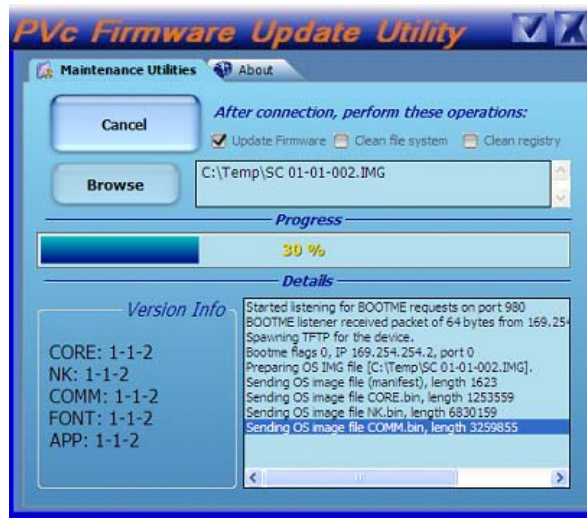 PVc Firmware Update Utility
Maintenance Utilities
About
Cancel
After connection, perform these operations:
Update Firmware
Clean file system
Clean registry
Browse
C:\Temp\SC 01-01-002.IMG
Progress
30 %
Details
Version Info
CORE: 1-1-2
NK: 1-1-2
COMM: 1-1-2
FONT: 1-1-2
APP: 1-1-2
Started listening for BOOTME requests on port 980
BOOTME listener received packet of 64 bytes from 169.254
Spawning TFTP for the device.
Bootme flags 0, IP 169.254.254.2, port 0
Preparing OS IMG file [C:\Temp\SC 01-01-002.IMG].
Sending OS image file (manifest), length 1623
Sending OS image file CORE.bin, length 1253559
Sending OS image file NK.bin, length 6830159
Sending OS image file COMM.bin, length 3259855